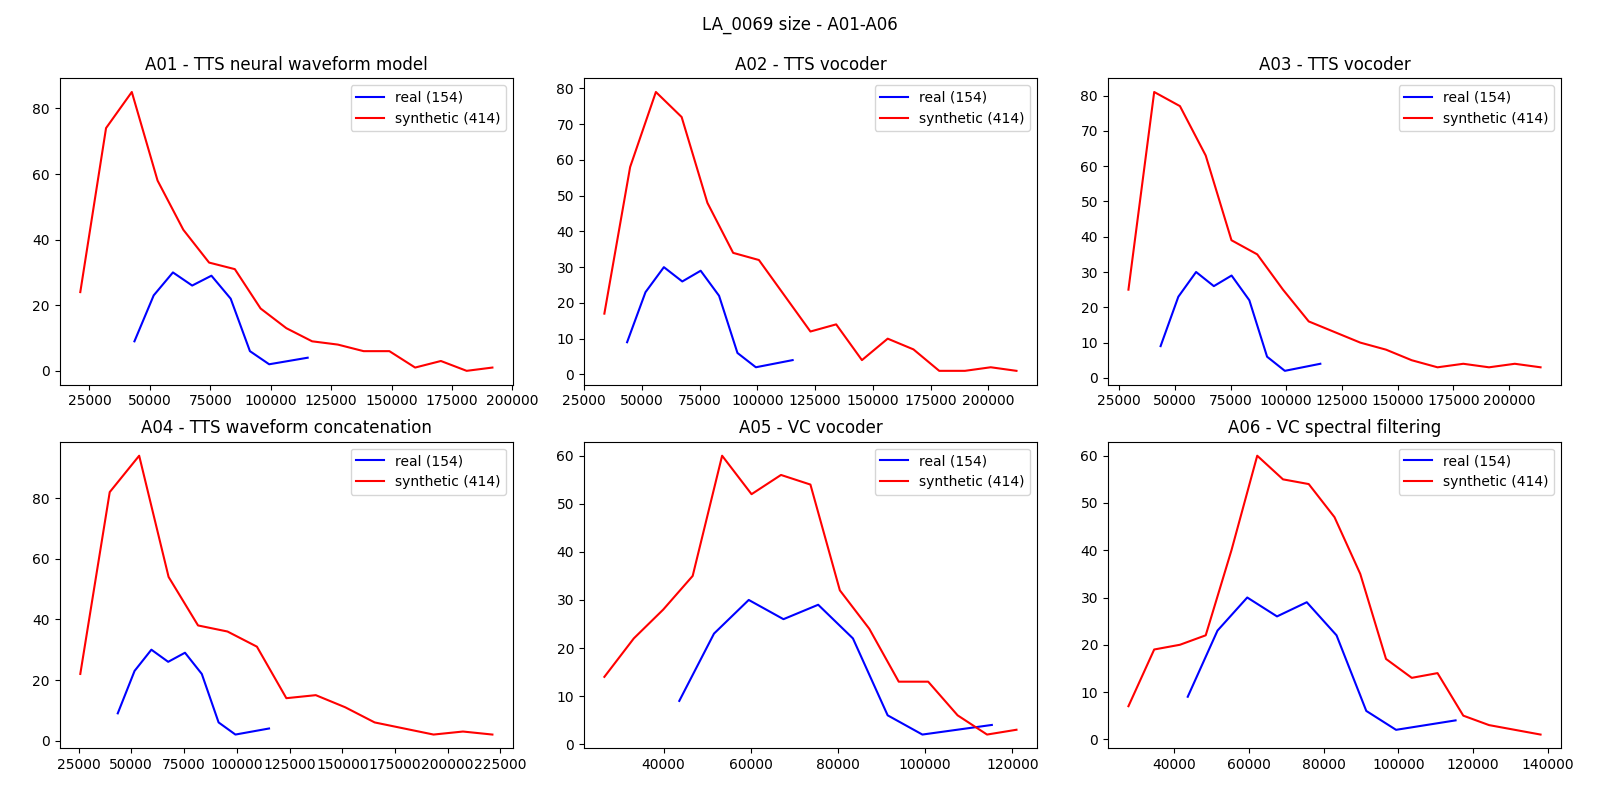 LA_0069 size - A01-A06
A01 - TTS neural waveform model
80
60
40
20
0
real (154)
synthetic (414)
25000 50000 75000 100000 125000 150000 175000 200000
A02 - TTS vocoder
80
70
60
50
40
30
20
10
0
real (154)
synthetic (414)
25000 50000 75000 100000 125000 150000 175000 200000
A03 - TTS vocoder
80
70
60
50
40
30
20
10
0
real (154)
synthetic (414)
25000 50000 75000 100000 125000 150000 175000 200000
A04 - TTS waveform concatenation
80
60
40
20
0
real (154)
synthetic (414)
25000 50000 75000 100000 125000 150000 175000 200000 225000
A05 - VC vocoder
60
50
40
30
20
10
0
real (154)
synthetic (414)
40000 60000 80000 100000 120000
A06 - VC spectral filtering
60
50
40
30
20
10
0
real (154)
synthetic (414)
40000 60000 80000 100000 120000 140000